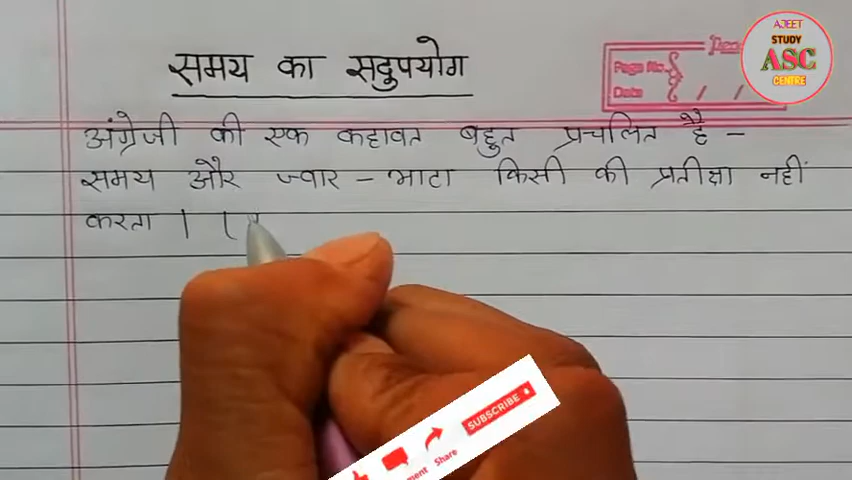 समय का सदुपयोग
अंग्रेजी की एक कहावत बहुत प्रचलित है -
समय और ज्वार - भाटा किसी की प्रतीक्षा नहीं
करता । (
Page No.
Date / /
AJEET
STUDY
ASC
CENTRE
SUBSCRIBE
Share